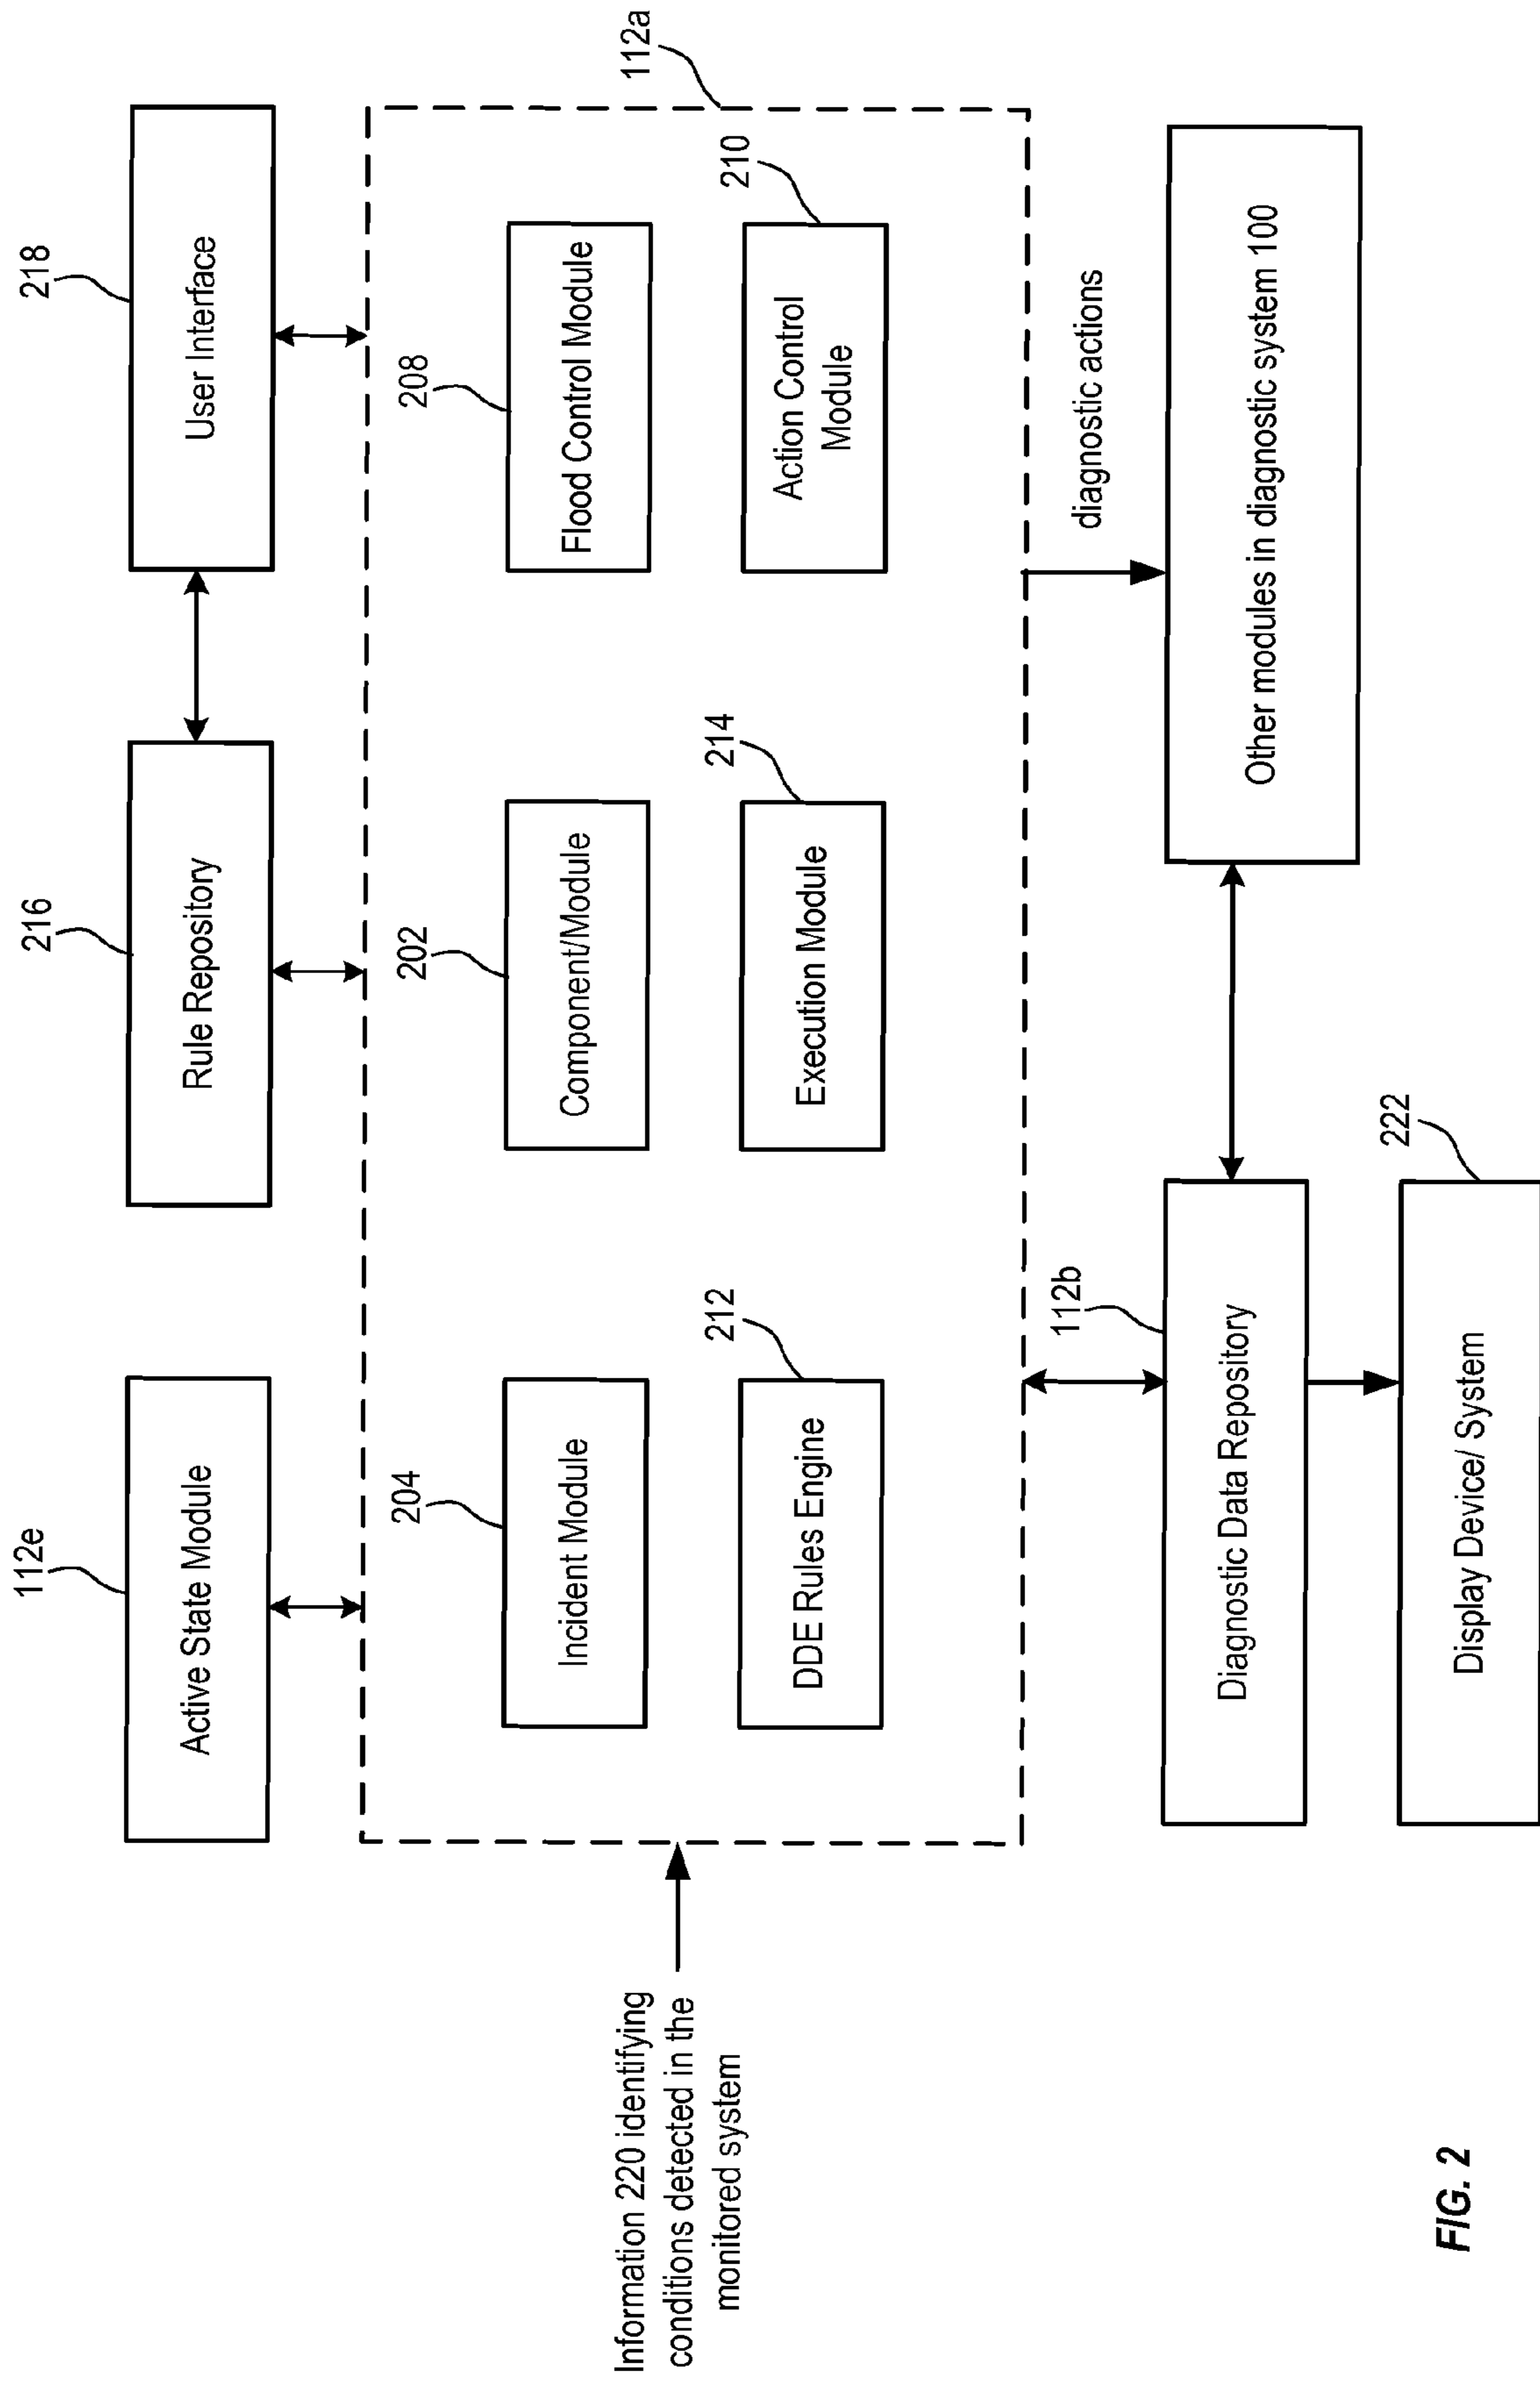 112e
Active State Module
216
Rule Repository
218
User Interface
112a
204
Incident Module
202
Component/Module
208
Flood Control Module
212
DDE Rules Engine
214
Execution Module
210
Action Control
Module
Information 220 identifying
conditions detected in the
monitored system
112b
Diagnostic Data Repository
diagnostic actions
Other modules in diagnostic system 100
222
Display Device/ System
FIG. 2